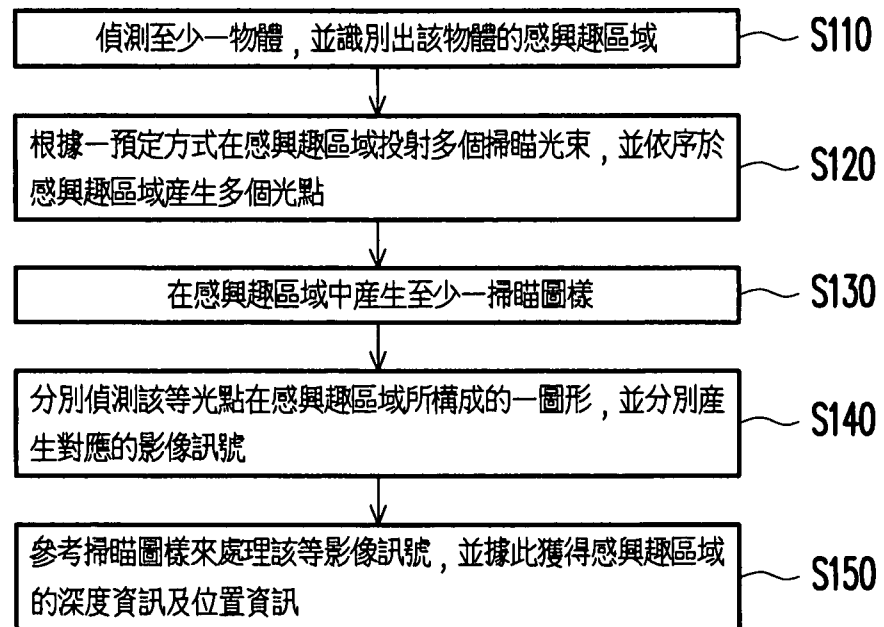 偵測至少一物體，並識別出該物體的感興趣區域
S110
根據一預定方式在感興趣區域投射多個掃瞄光束，並依序於
感興趣區域産生多個光點
S120
在感興趣區域中産生至少一掃瞄圖樣
S130
分別偵測該等光點在感興趣區域所構成的一圖形，並分別産
生對應的影像訊號
S140
參考掃瞄圖樣來處理該等影像訊號，並據此獲得感興趣區域
的深度資訊及位置資訊
S150